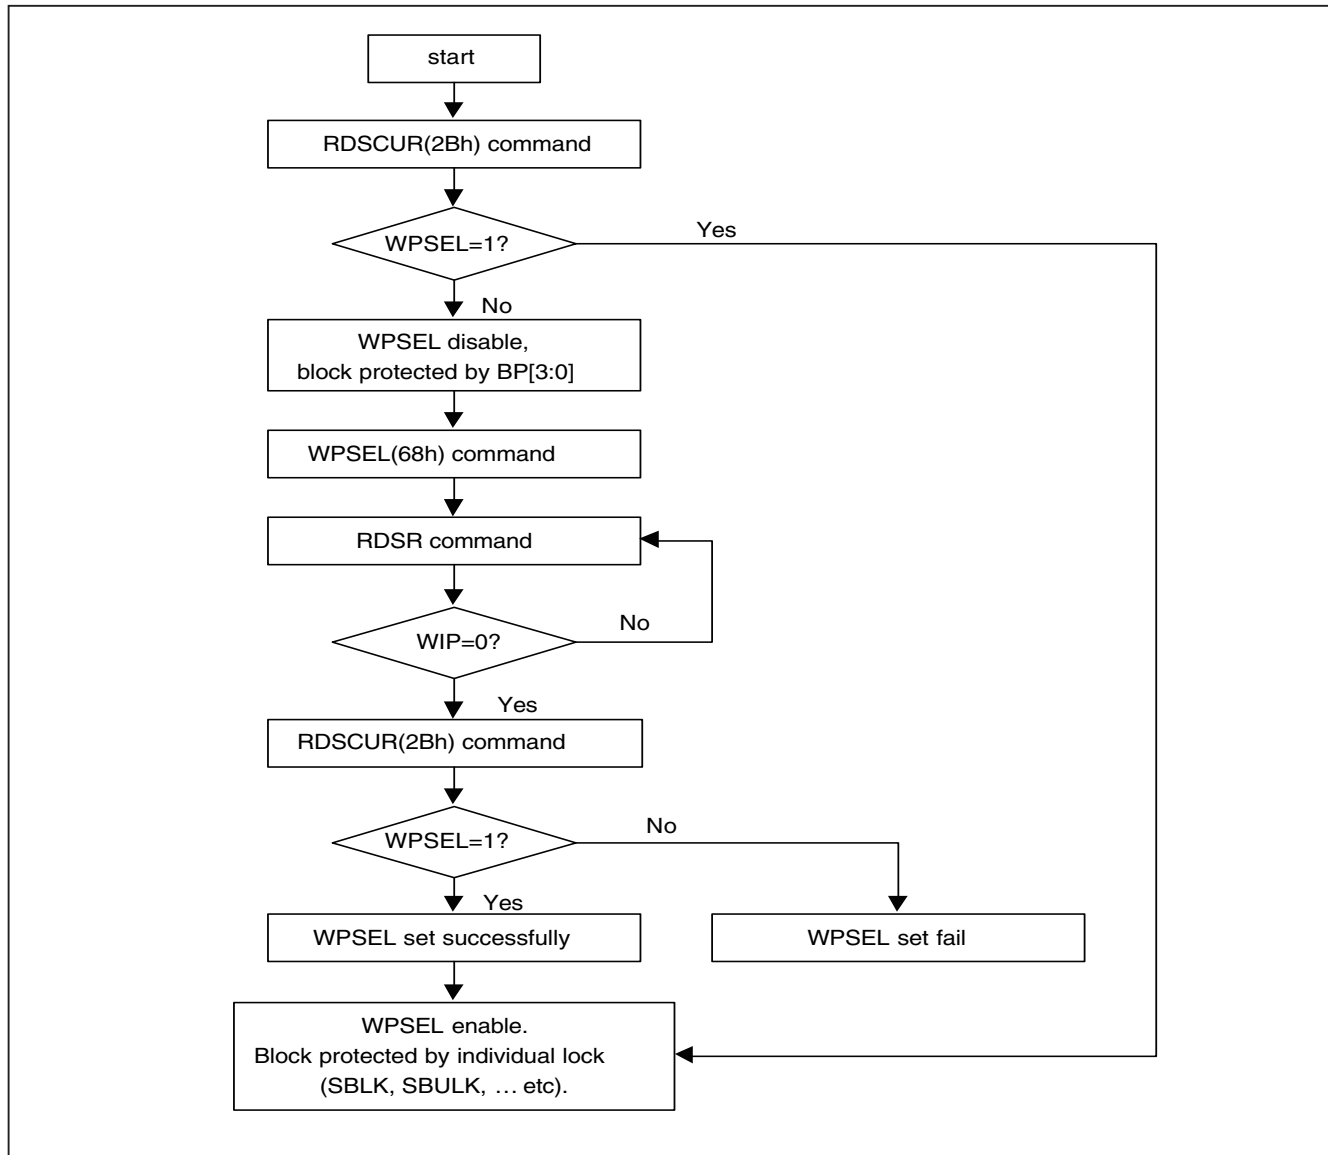 start
RDSCUR(2Bh) command
WPSEL=1?
Yes
No
WPSEL disable,
block protected by BP[3:0]
WPSEL(68h) command
RDSR command
WIP=0?
No
Yes
RDSCUR(2Bh) command
WPSEL=1?
No
Yes
WPSEL set successfully
WPSEL set fail
WPSEL enable.
Block protected by individual lock
(SBLK, SBULK, … etc).